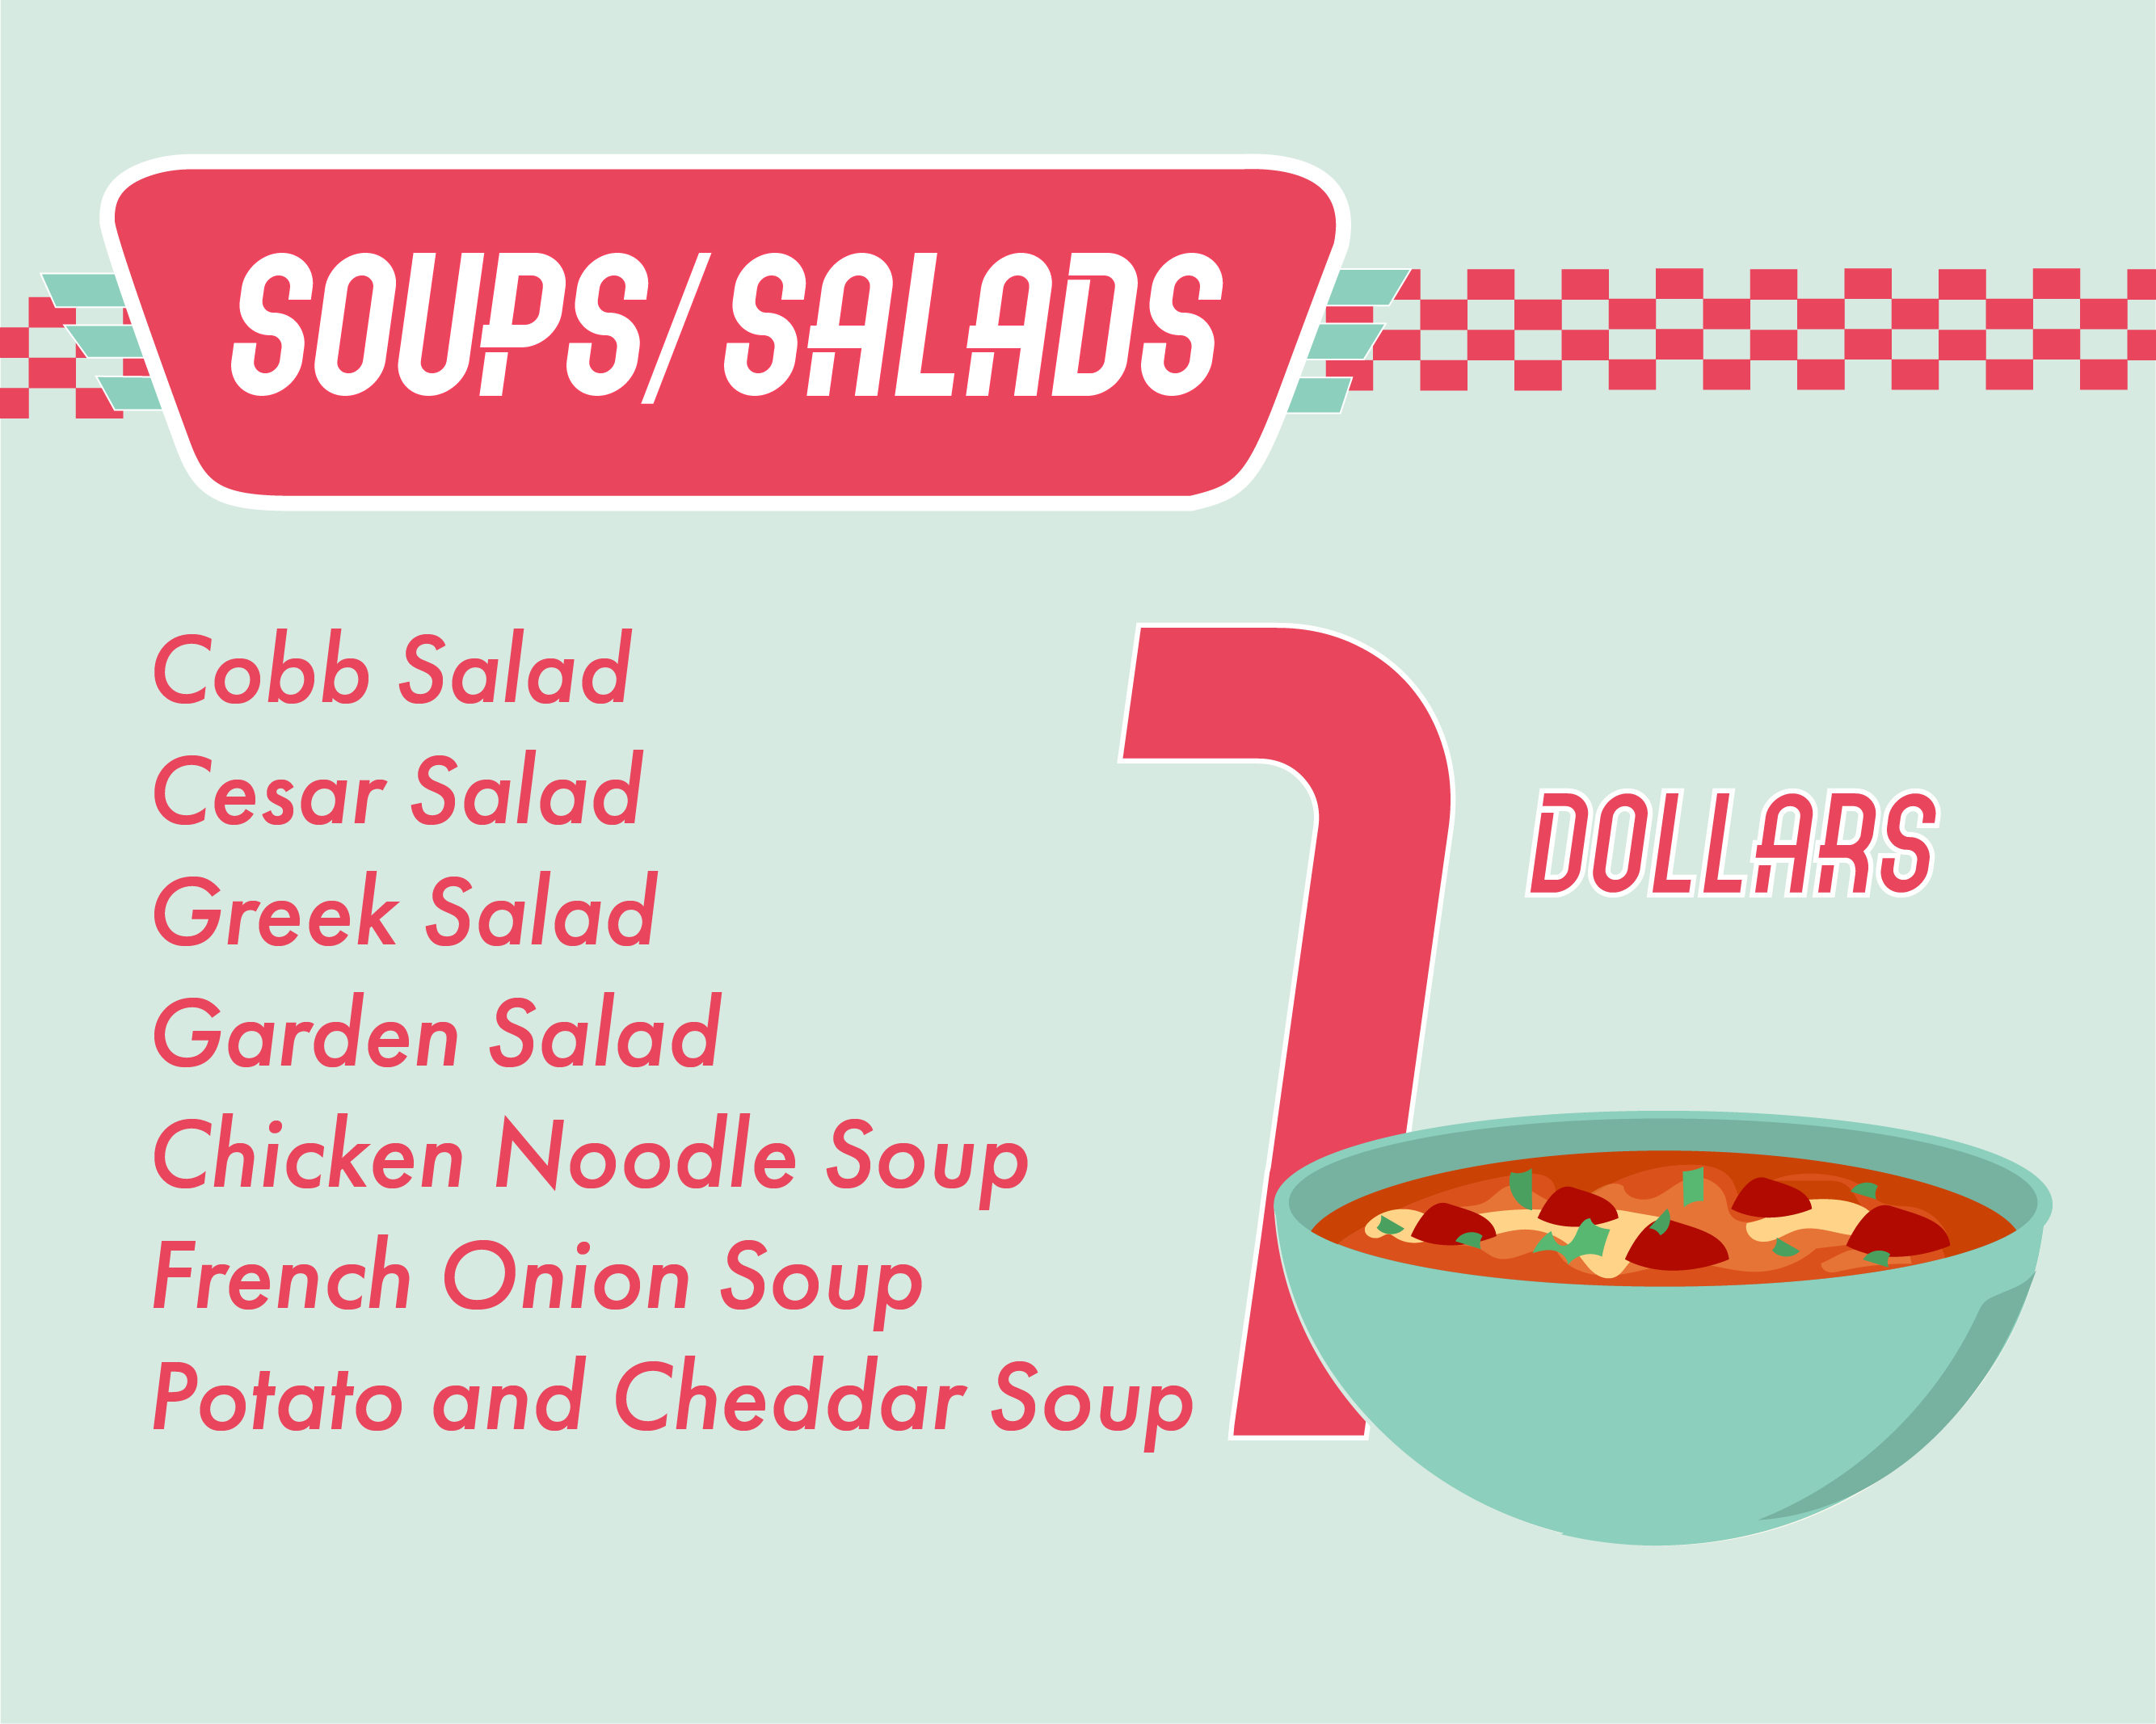 SOUPS/SALADS
Cobb Salad
Cesar Salad
Greek Salad
Garden Salad
Chicken Noodle Soup
French Onion Soup
Potato and Cheddar Soup
7 DOLLARS